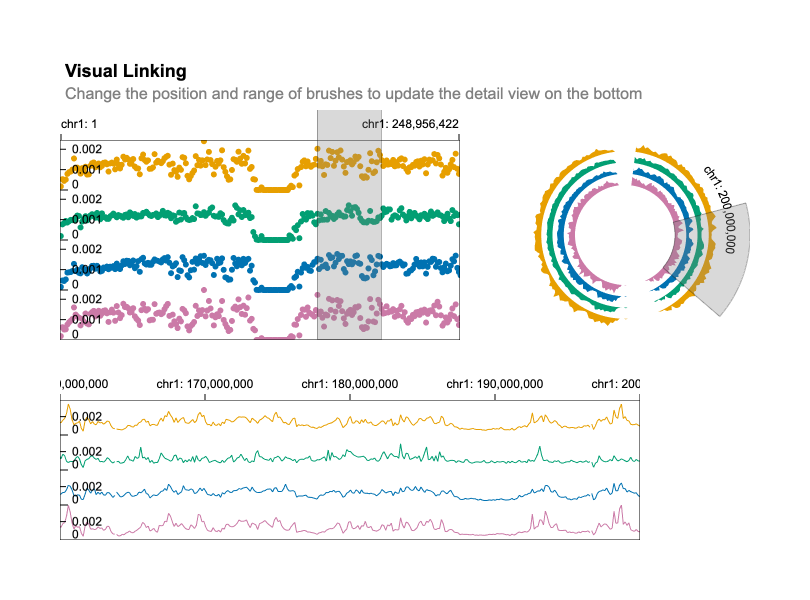 Visual Linking
Change the position and range of brushes to update the detail view on the bottom
chr1: 1
chr1: 248,956,422
0.002
0.001
0
0.002
0.001
0
0.002
0.001
0
0.002
0.001
0
chr1: 200,000,000
0,000,000
chr1: 170,000,000
chr1: 180,000,000
chr1: 190,000,000
chr1: 200
0.002
0
0.002
0
0.002
0
0.002
0